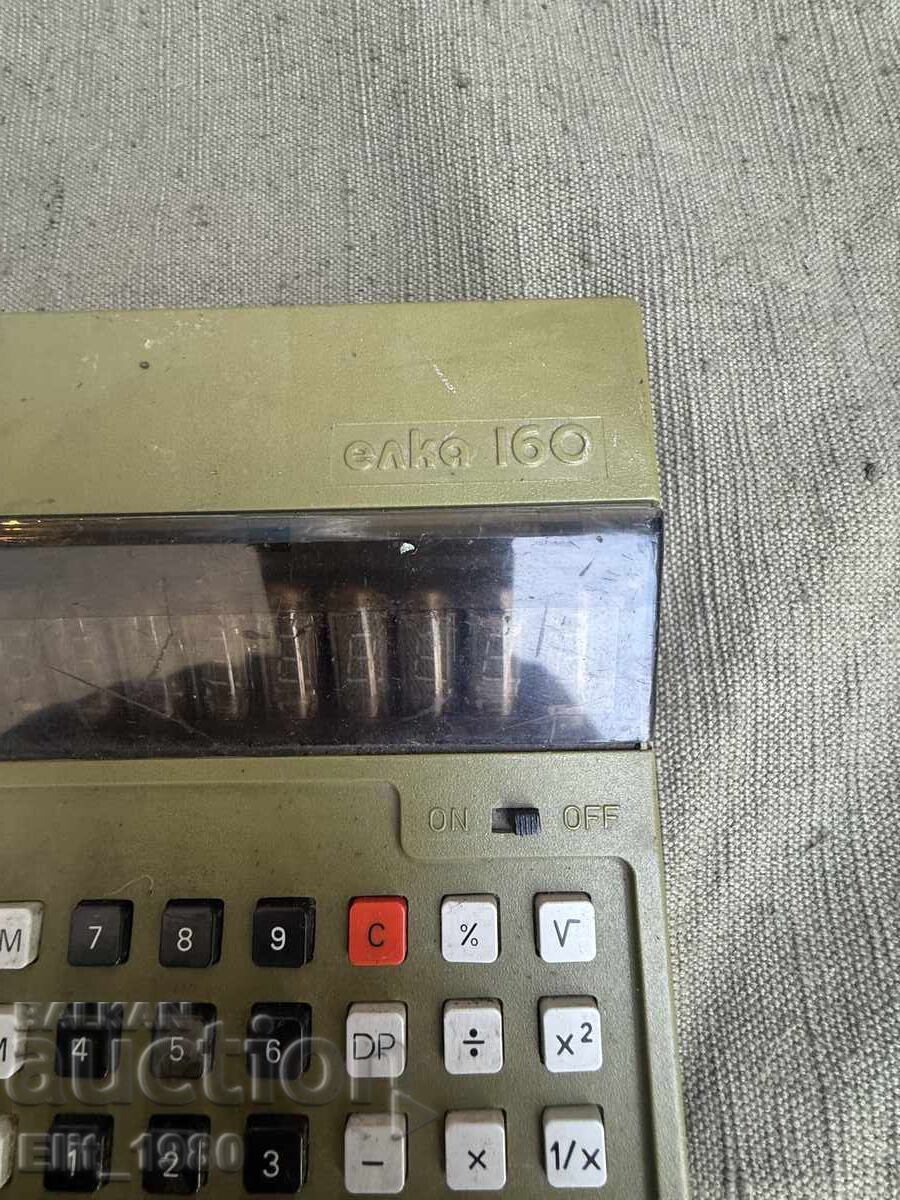 елка 160
ON OFF
M 7 8 9 C % √
M 4 5 6 DP ÷ x²
1 2 3 - × 1/x
BALKAN
auction
Elit_1980